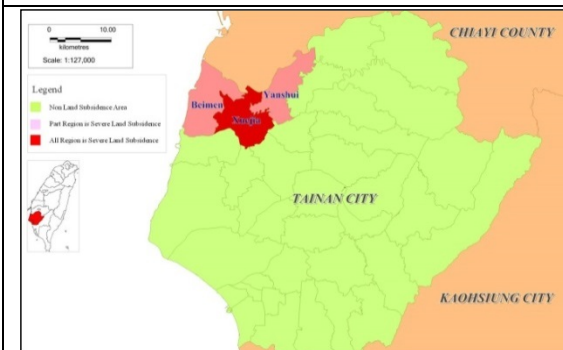 0 10.00
kilometres
Scale: 1:127,000
CHIAYI COUNTY
Legend
Non Land Subsidence Area
Part Region is Severe Land Subsidence
All Region is Severe Land Subsidence
Yanshui
Beimen
Xuejia
TAINAN CITY
KAOHSIUNG CITY